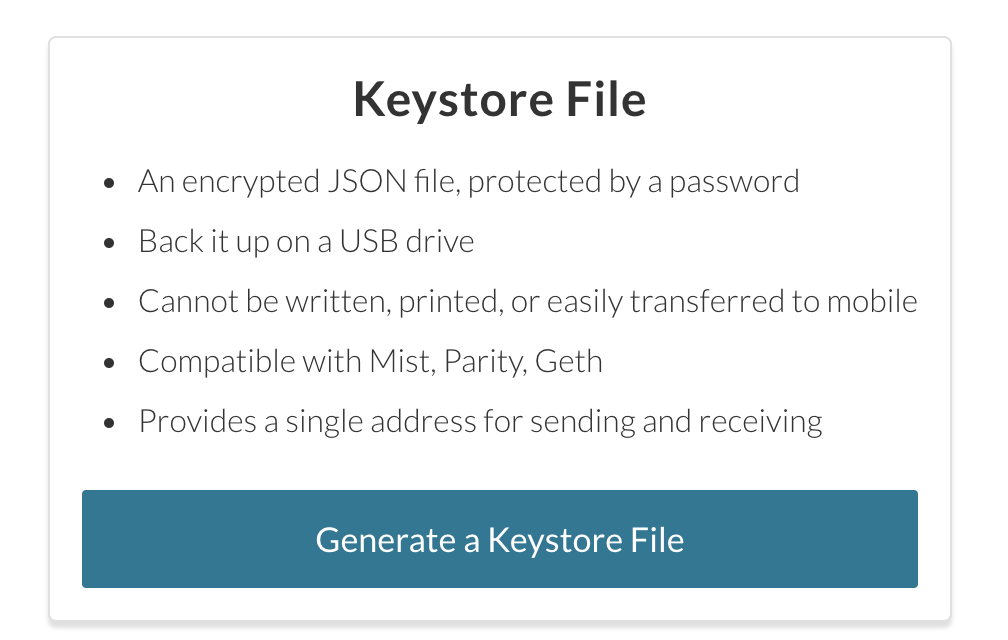 Keystore File
An encrypted JSON file, protected by a password
Back it up on a USB drive
Cannot be written, printed, or easily transferred to mobile
Compatible with Mist, Parity, Geth
Provides a single address for sending and receiving
Generate a Keystore File